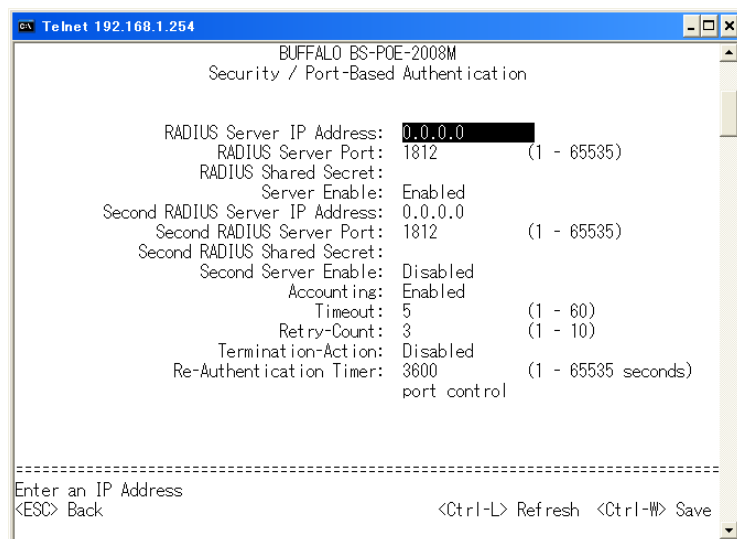 Telnet 192.168.1.254
BUFFALO BS-POE-2008M
Security / Port-Based Authentication
RADIUS Server IP Address: 0.0.0.0
RADIUS Server Port: 1812 (1 - 65535)
RADIUS Shared Secret:
Server Enable: Enabled
Second RADIUS Server IP Address: 0.0.0.0
Second RADIUS Server Port: 1812 (1 - 65535)
Second RADIUS Shared Secret:
Second Server Enable: Disabled
Accounting: Enabled
Timeout: 5 (1 - 60)
Retry-Count: 3 (1 - 10)
Termination-Action: Disabled
Re-Authentication Timer: 3600 (1 - 65535 seconds)
port control
================================================================================
Enter an IP Address
<ESC> Back <Ctrl-L> Refresh <Ctrl-W> Save